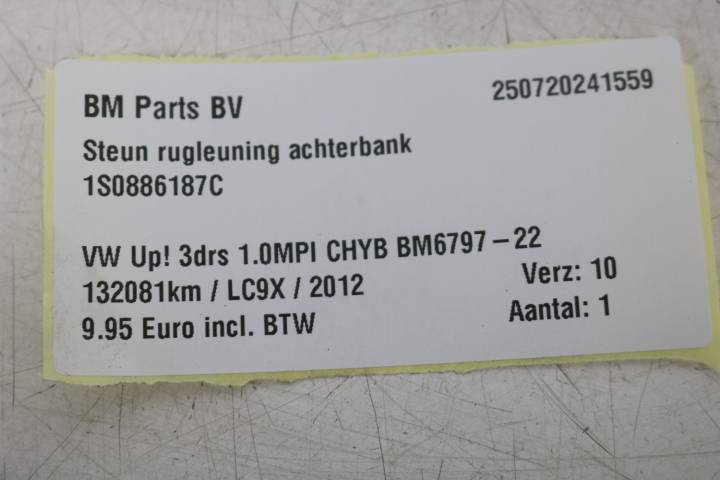 BM Parts BV 250720241559
Steun rugleuning achterbank
1S0886187C
VW Up! 3drs 1.0MPI CHYB BM6797-22
132081km / LC9X / 2012 Verz: 10
9.95 Euro incl. BTW Aantal: 1